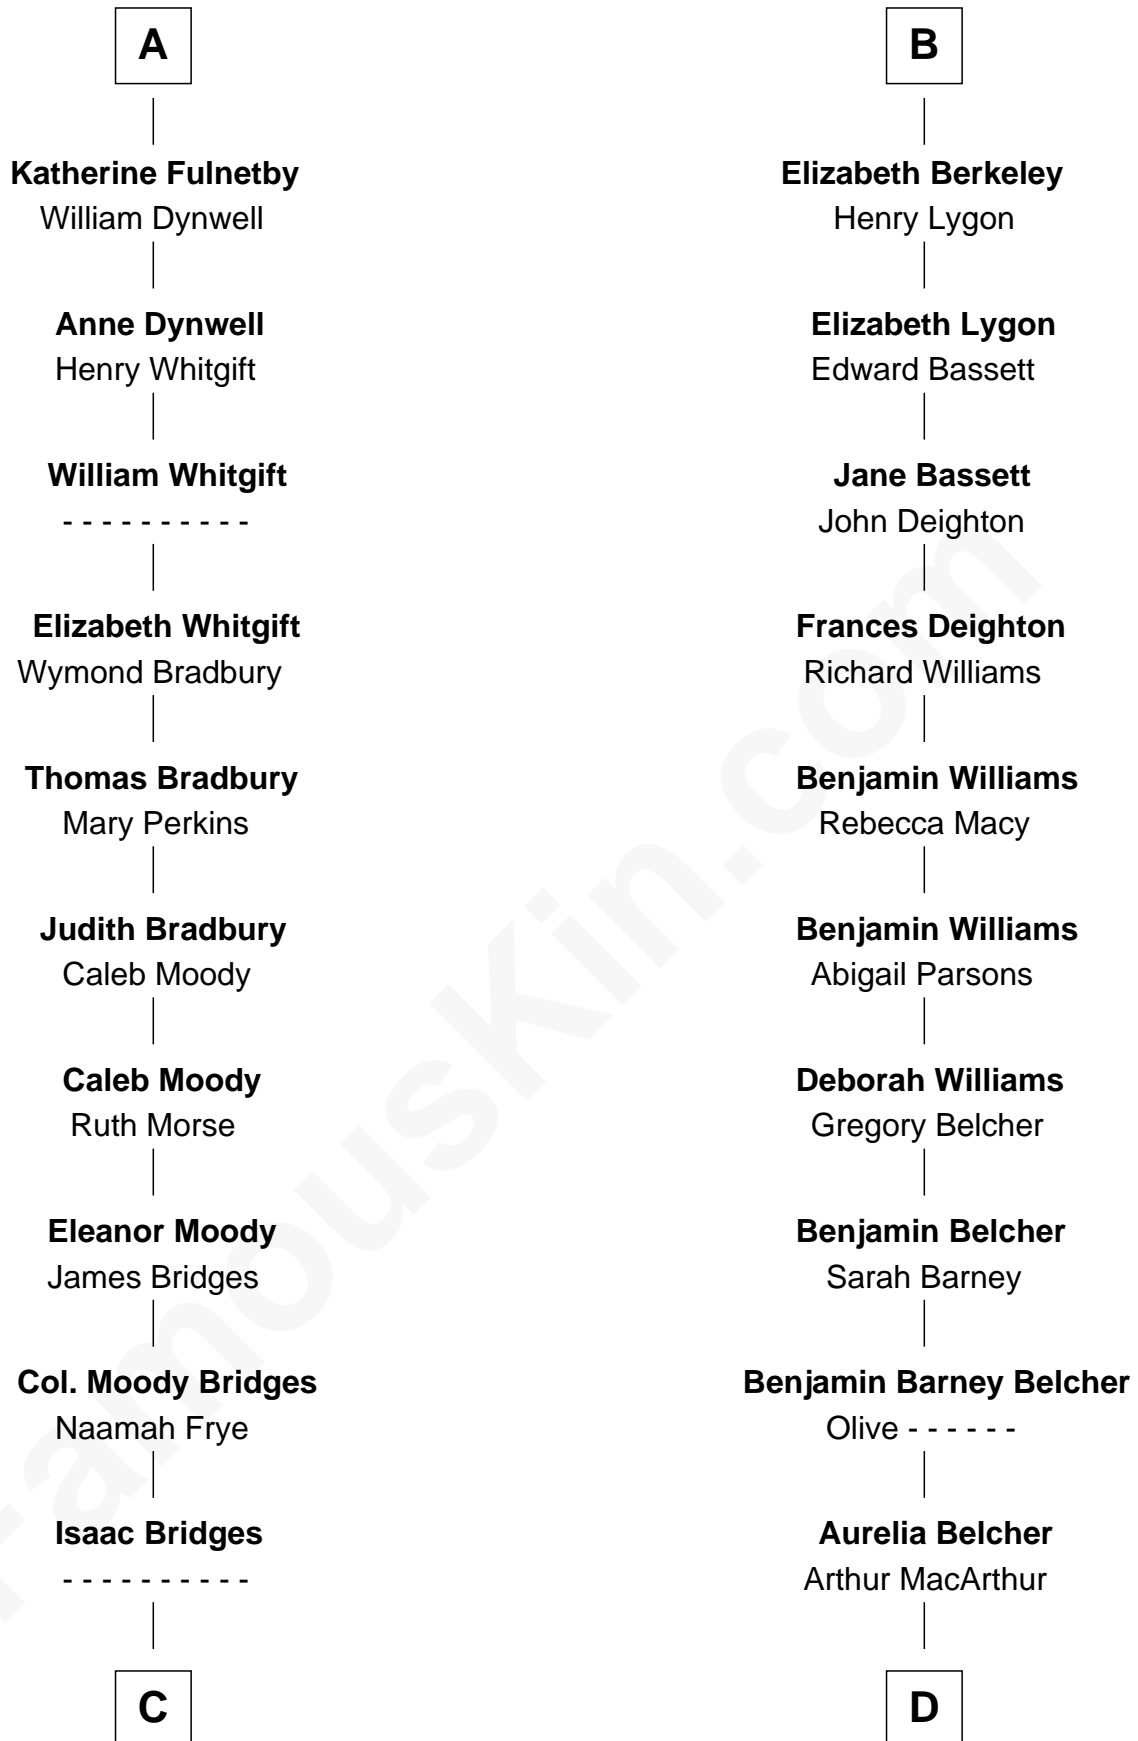 A
Katherine Fulnetby
William Dynwell
Anne Dynwell
Henry Whitgift
William Whitgift
- - - - - - - - - -
Elizabeth Whitgift
Wymond Bradbury
Thomas Bradbury
Mary Perkins
Judith Bradbury
Caleb Moody
Caleb Moody
Ruth Morse
Eleanor Moody
James Bridges
Col. Moody Bridges
Naamah Frye
Isaac Bridges
- - - - - - - - - -
C
B
Elizabeth Berkeley
Henry Lygon
Elizabeth Lygon
Edward Bassett
Jane Bassett
John Deighton
Frances Deighton
Richard Williams
Benjamin Williams
Rebecca Macy
Benjamin Williams
Abigail Parsons
Deborah Williams
Gregory Belcher
Benjamin Belcher
Sarah Barney
Benjamin Barney Belcher
Olive - - - - - -
Aurelia Belcher
Arthur MacArthur
D
FamousKin.com